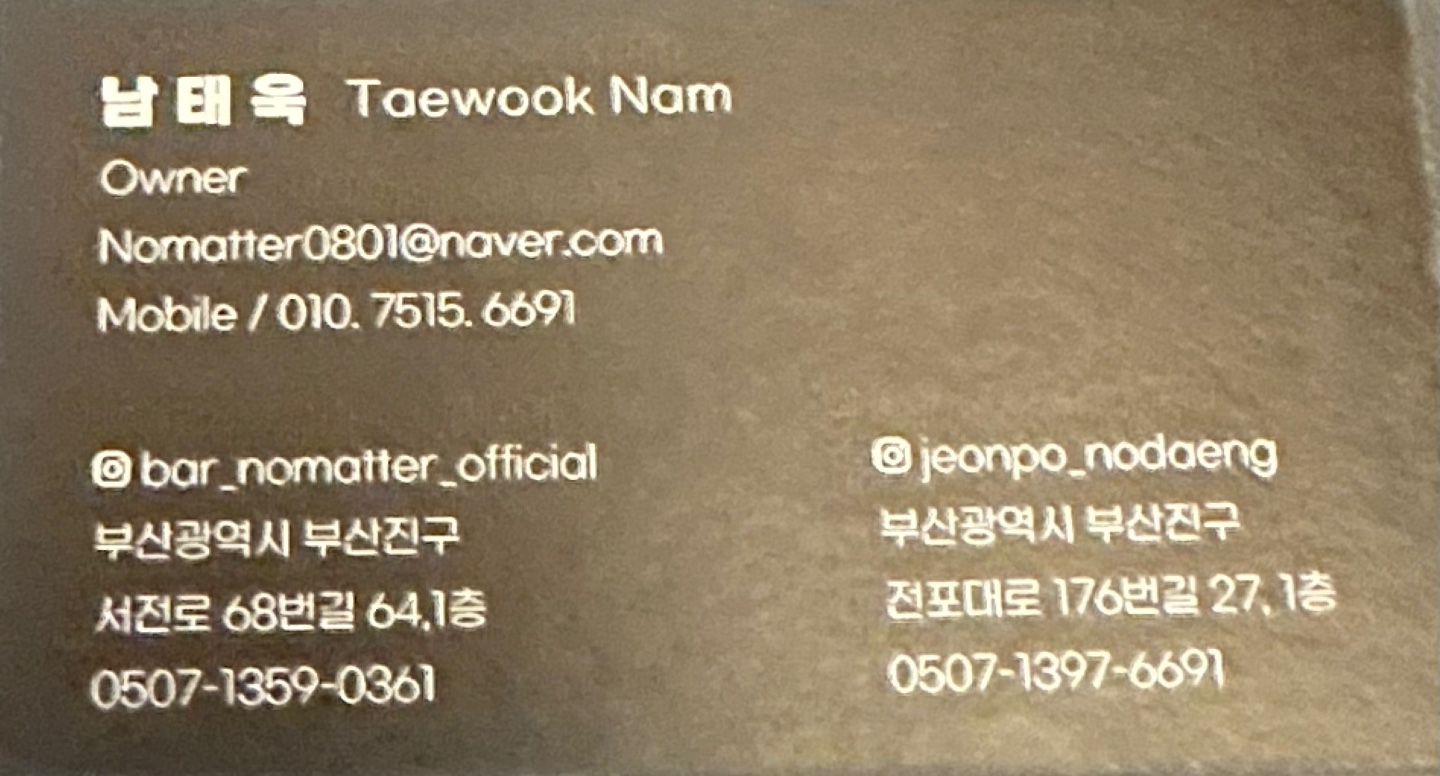 남태욱 Taewook Nam
Owner
Nomatter0801@naver.com
Mobile / 010. 7515. 6691
bar_nomatter_official
부산광역시 부산진구
서전로 68번길 64,1층
0507-1359-0361
jeonpo_nodaeng
부산광역시 부산진구
전포대로 176번길 27, 1층
0507-1397-6691